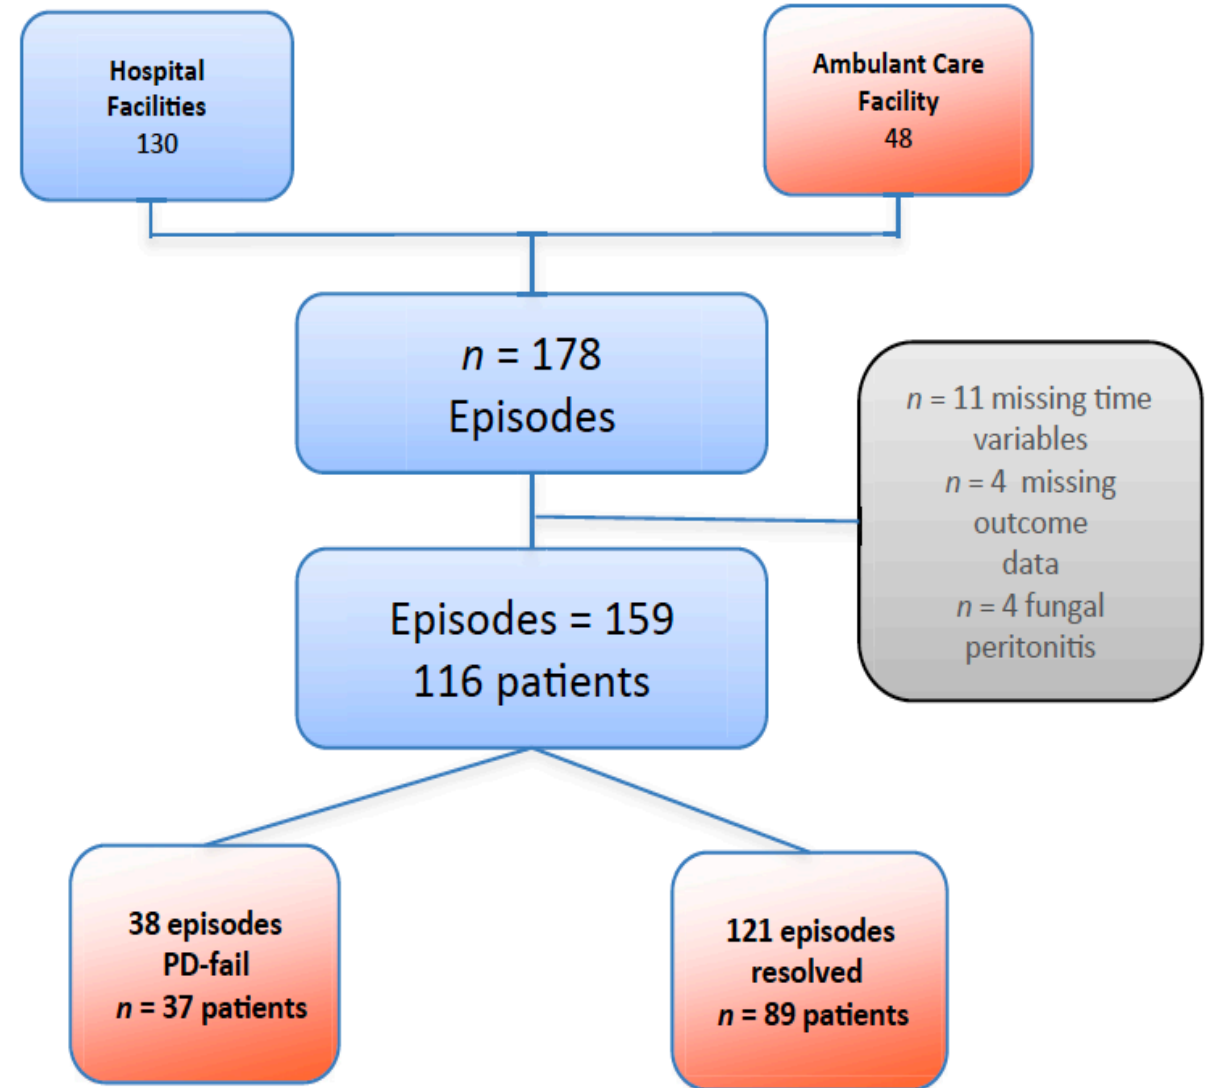 Hospital
Facilities
130
Ambulant Care
Facility
48
n = 178
Episodes
n = 11 missing time
variables
n = 4 missing
outcome
data
n = 4 fungal
peritonitis
Episodes = 159
116 patients
38 episodes
PD-fail
n = 37 patients
121 episodes
resolved
n = 89 patients